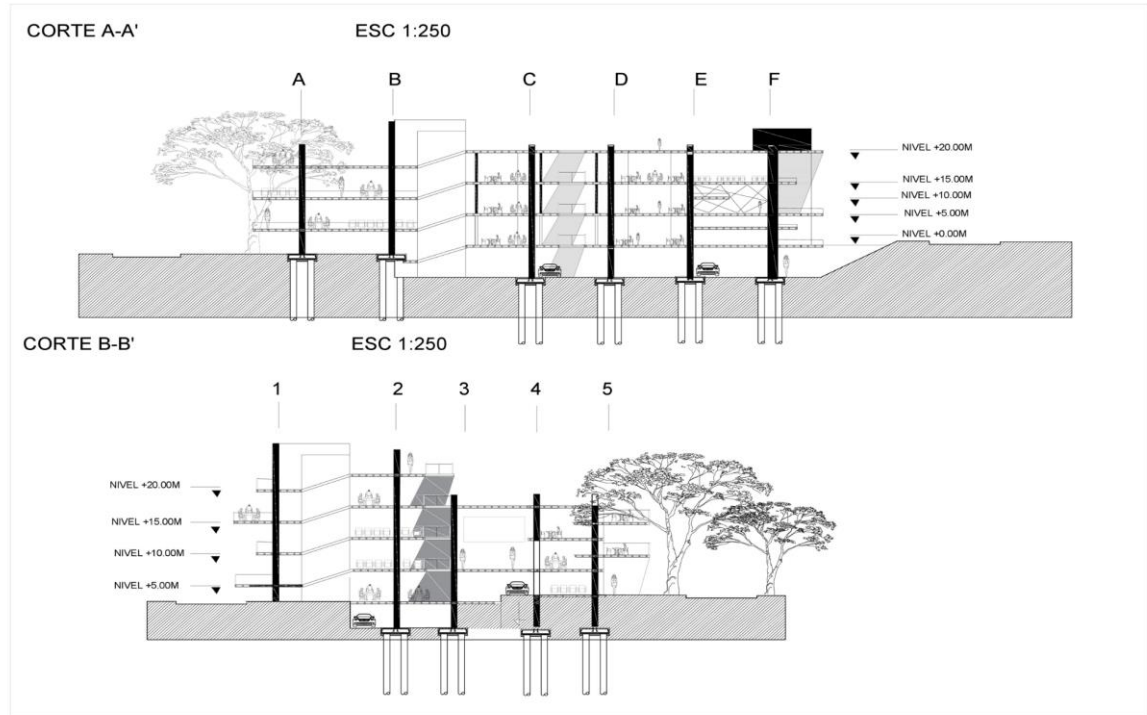 CORTE A-A' ESC 1:250
A B C D E F
NIVEL +20.00M
NIVEL +15.00M
NIVEL +10.00M
NIVEL +5.00M
NIVEL +0.00M
CORTE B-B' ESC 1:250
1 2 3 4 5
NIVEL +20.00M
NIVEL +15.00M
NIVEL +10.00M
NIVEL +5.00M